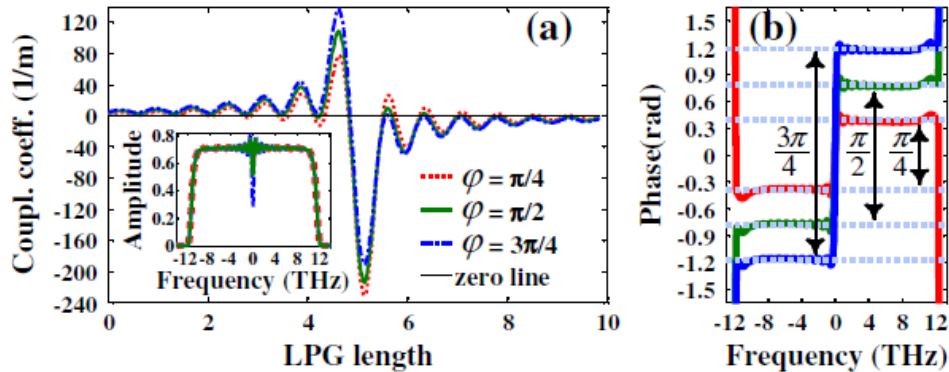 (a)
Coupl. coeff. (1/m)
120
80
40
0
-40
-80
-120
-160
-200
-240
0 2 4 6 8 10
LPG length
Amplitude
0.8
0.6
0.4
0.2
0
-12 -8 -4 0 4 8 12
Frequency (THz)
φ = π/4
φ = π/2
φ = 3π/4
zero line
(b)
Phase(rad)
1.5
1.2
0.9
0.6
0.3
0
-0.3
-0.6
-0.9
-1.2
-1.5
3π/4
π/2
π/4
-12 -8 -4 0 4 8 12
Frequency (THz)